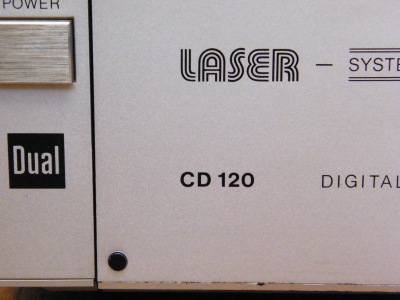 POWER
LASER – SYSTE
Dual
CD 120 DIGITAL